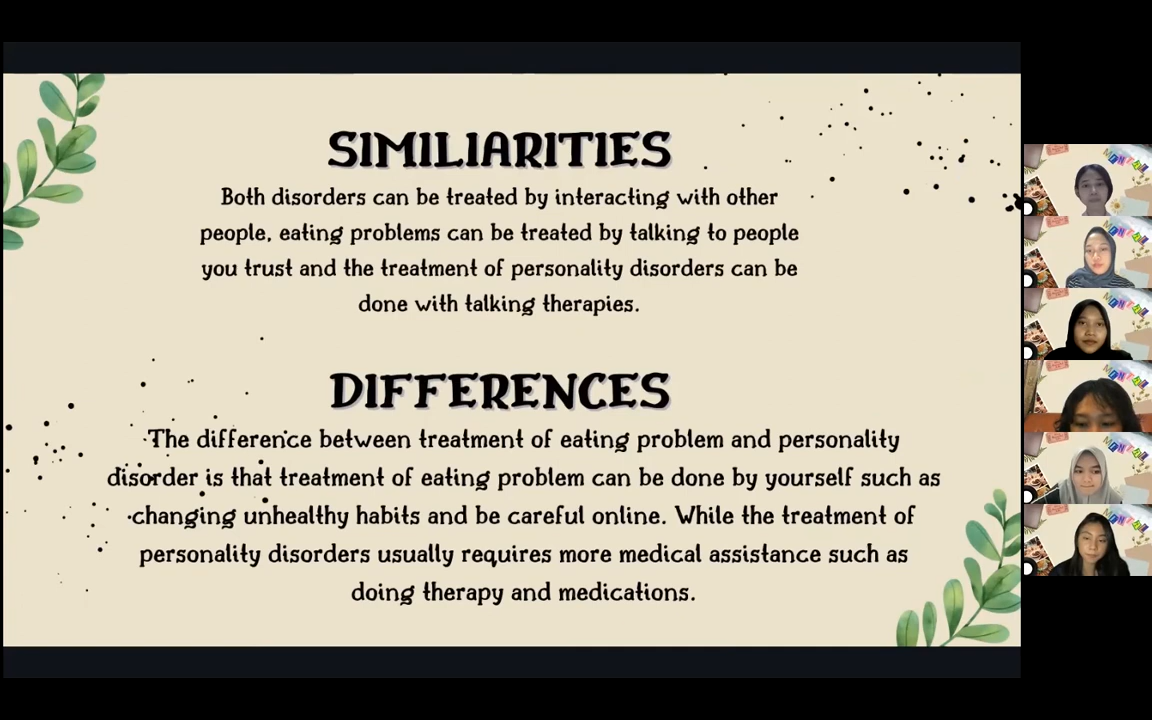 SIMILIARITIES
Both disorders can be treated by interacting with other
people, eating problems can be treated by talking to people
you trust and the treatment of personality disorders can be
done with talking therapies.
DIFFERENCES
The difference between treatment of eating problem and personality
disorder is that treatment of eating problem can be done by yourself such as
changing unhealthy habits and be careful online. While the treatment of
personality disorders usually requires more medical assistance such as
doing therapy and medications.